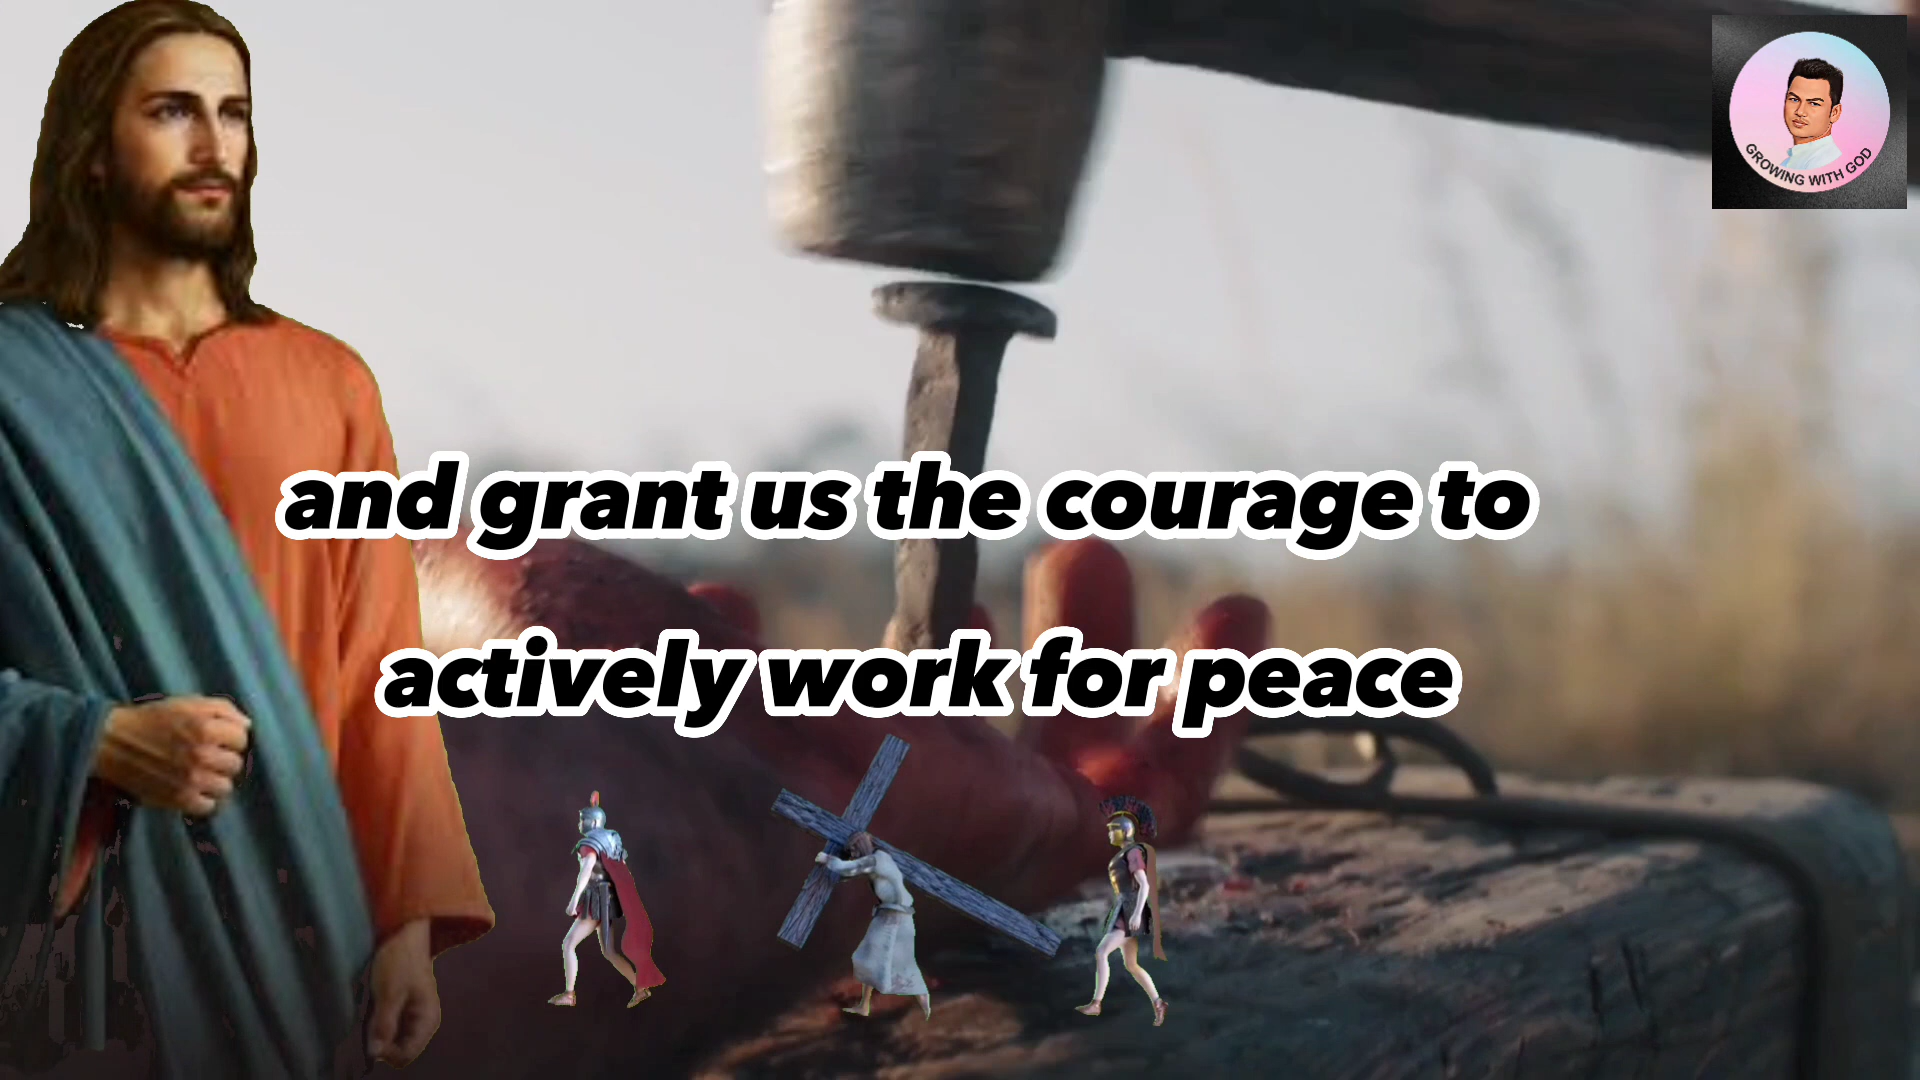 GROWING WITH GOD
and grant us the courage to
actively work for peace